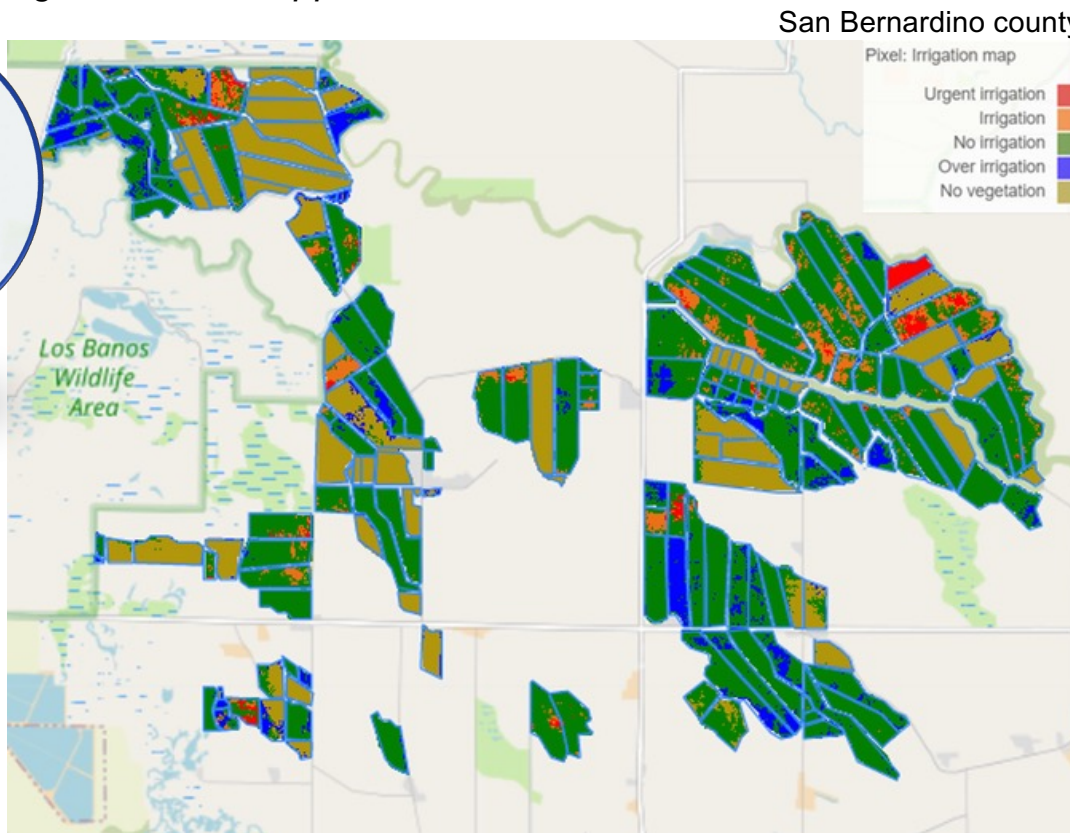 San Bernardino county
Pixel: Irrigation map
Urgent irrigation
Irrigation
No irrigation
Over irrigation
No vegetation
Los Banos
Wildlife
Area